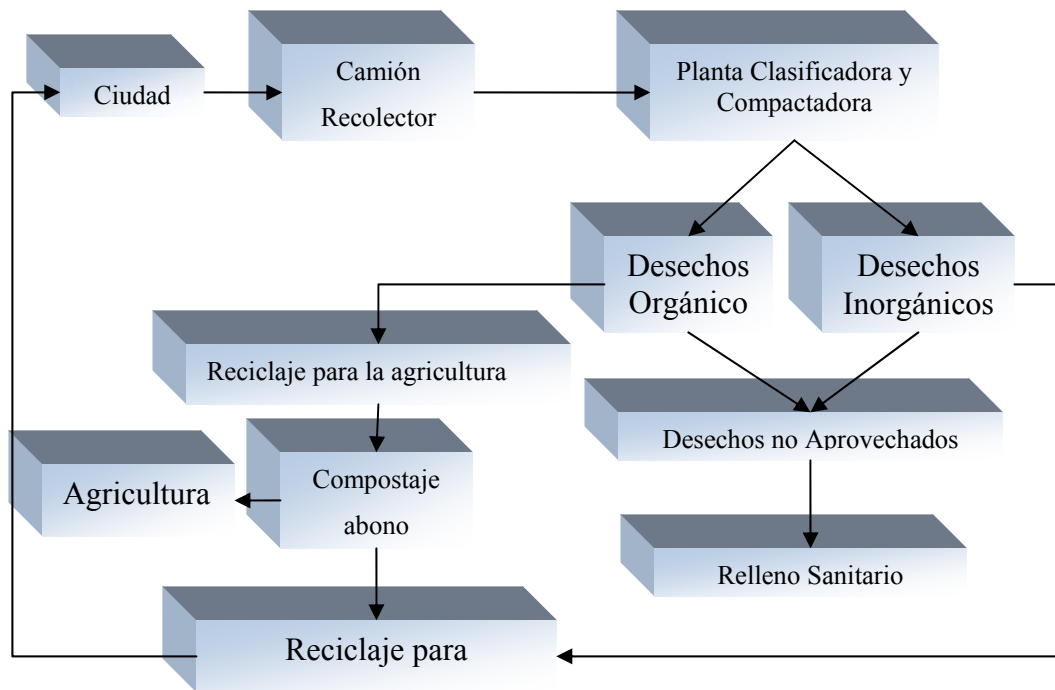 Ciudad
Camión
Recolector
Planta Clasificadora y
Compactadora
Desechos
Orgánico
Desechos
Inorgánicos
Reciclaje para la agricultura
Desechos no Aprovechados
Agricultura
Compostaje
abono
Relleno Sanitario
Reciclaje para